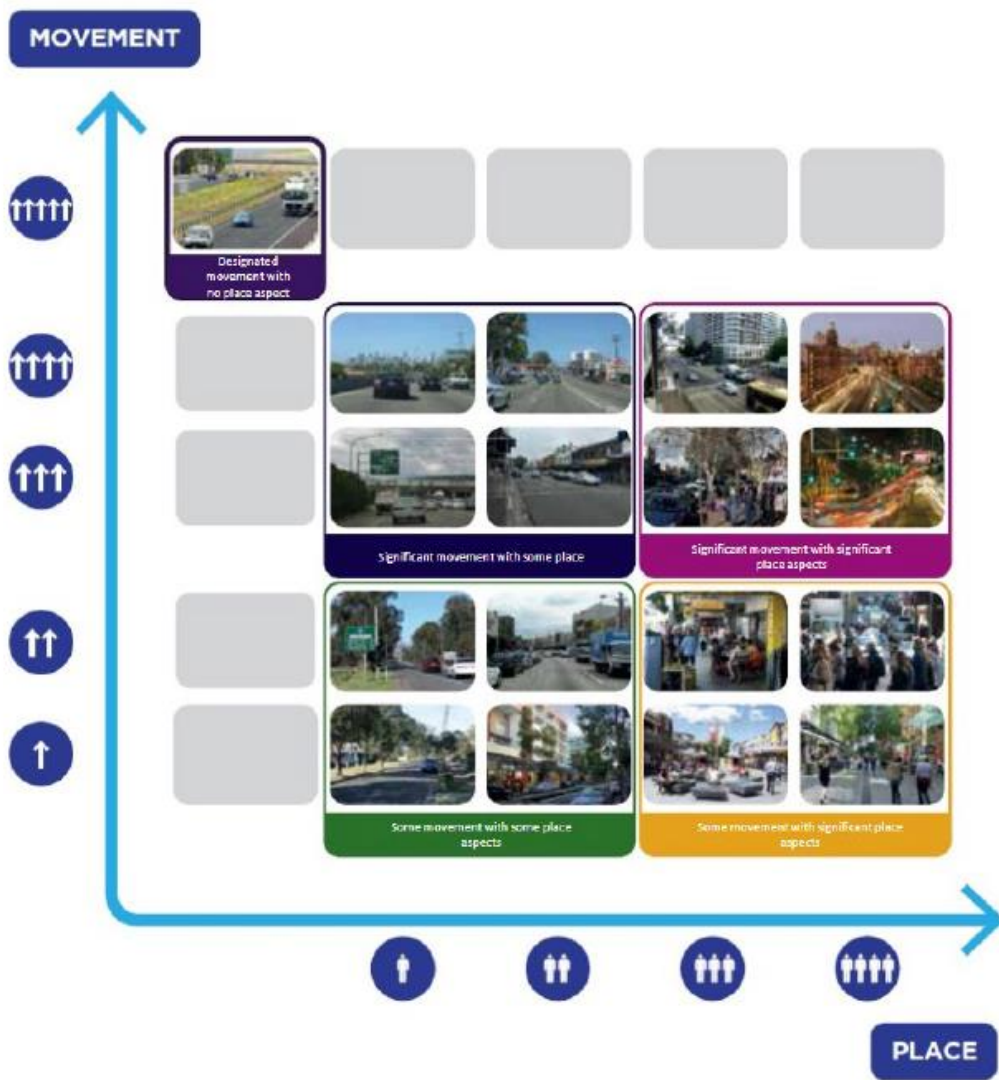 MOVEMENT
Designated
movement with
no place aspect
Significant movement with some place
Significant movement with significant
place aspects
Some movement with some place
aspects
Some movement with significant place
aspects
PLACE